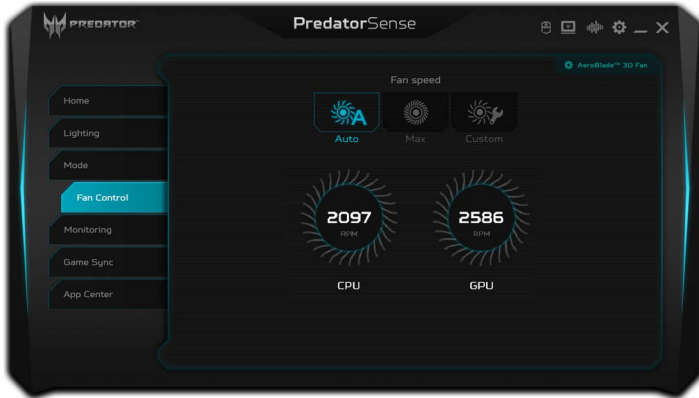 PREDATOR
PredatorSense
AeroBlade™ 3D Fan
Fan speed
Home
Lighting
Mode
Fan Control
Monitoring
Game Sync
App Center
A
Auto
Max
Custom
2097
RPM
CPU
2586
RPM
GPU